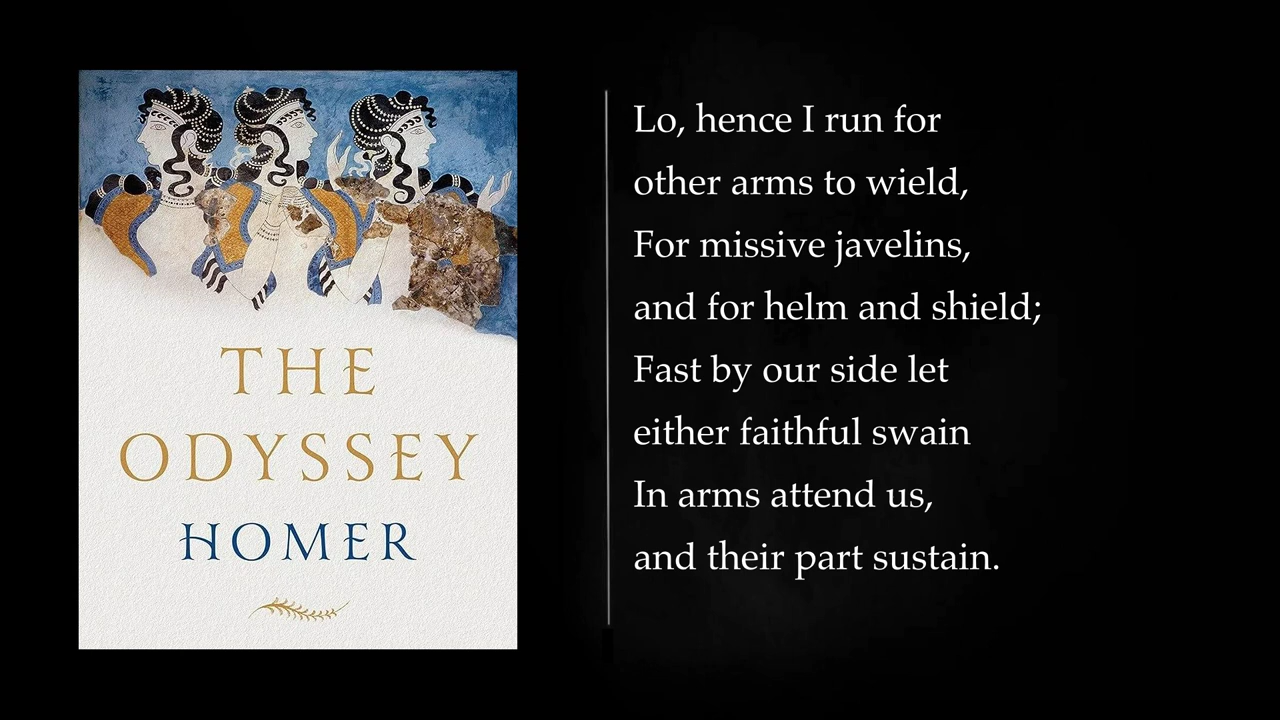 THE
ODYSSEY
HOMER
Lo, hence I run for
other arms to wield,
For missive javelins,
and for helm and shield;
Fast by our side let
either faithful swain
In arms attend us,
and their part sustain.